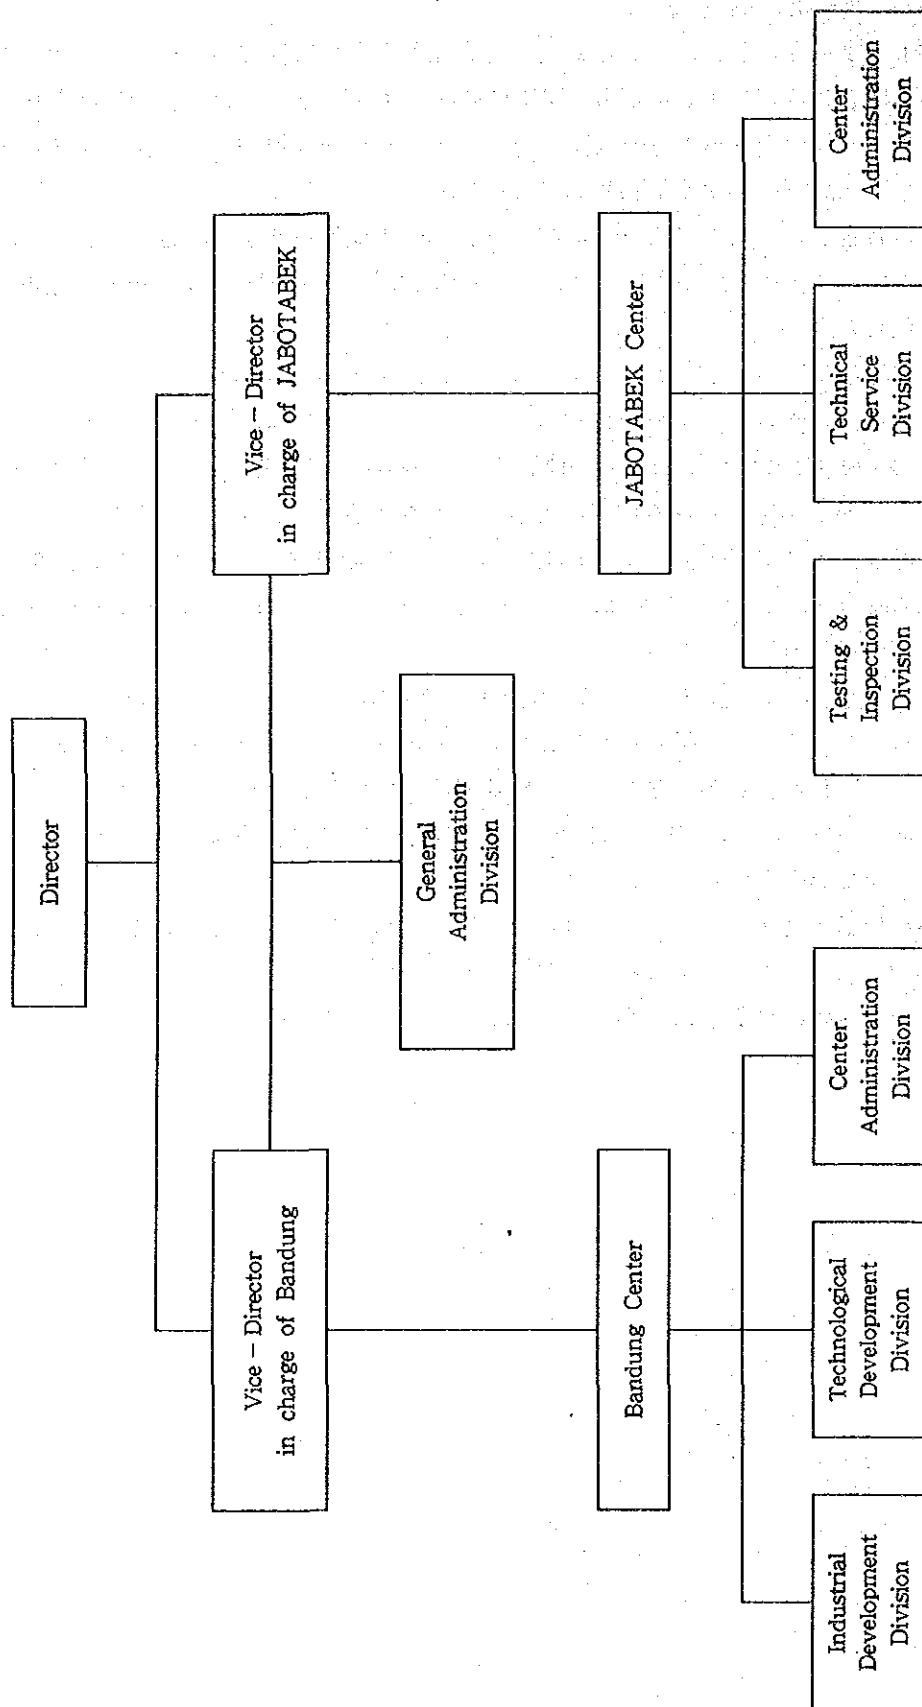 Director
Vice – Director
in charge of Bandung
Vice – Director
in charge of JABOTABEK
General
Administration
Division
Bandung Center
JABOTABEK Center
Industrial
Development
Division
Technological
Development
Division
Center
Administration
Division
Testing &
Inspection
Division
Technical
Service
Division
Center
Administration
Division